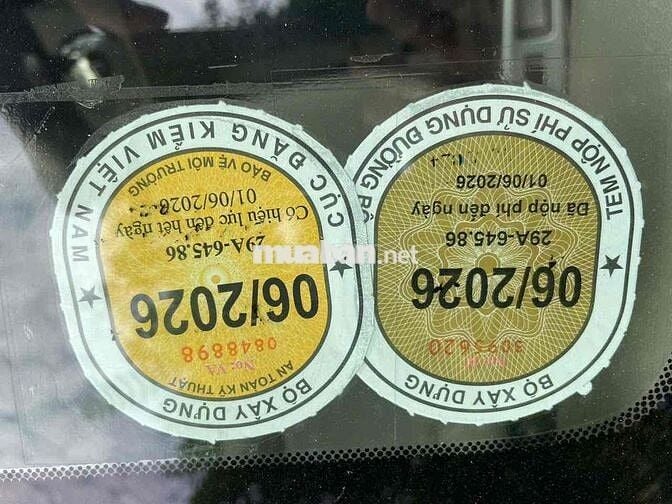 CỤC ĐĂNG KIỂM VIỆT NAM
BẢO VỆ MÔI TRƯỜNG
01/06/2026
Có hiệu lực đến hết ngày
29A-645.86
06/2026
No: VA
0848898
AN TOÀN KỸ THUẬT
BỘ XÂY DỰNG
TEM NỘP PHÍ SỬ DỤNG ĐƯỜNG BỘ
01/06/2026
Đã nộp phí đến ngày
29A-645.86
06/2026
BỘ XÂY DỰNG
muaban.net